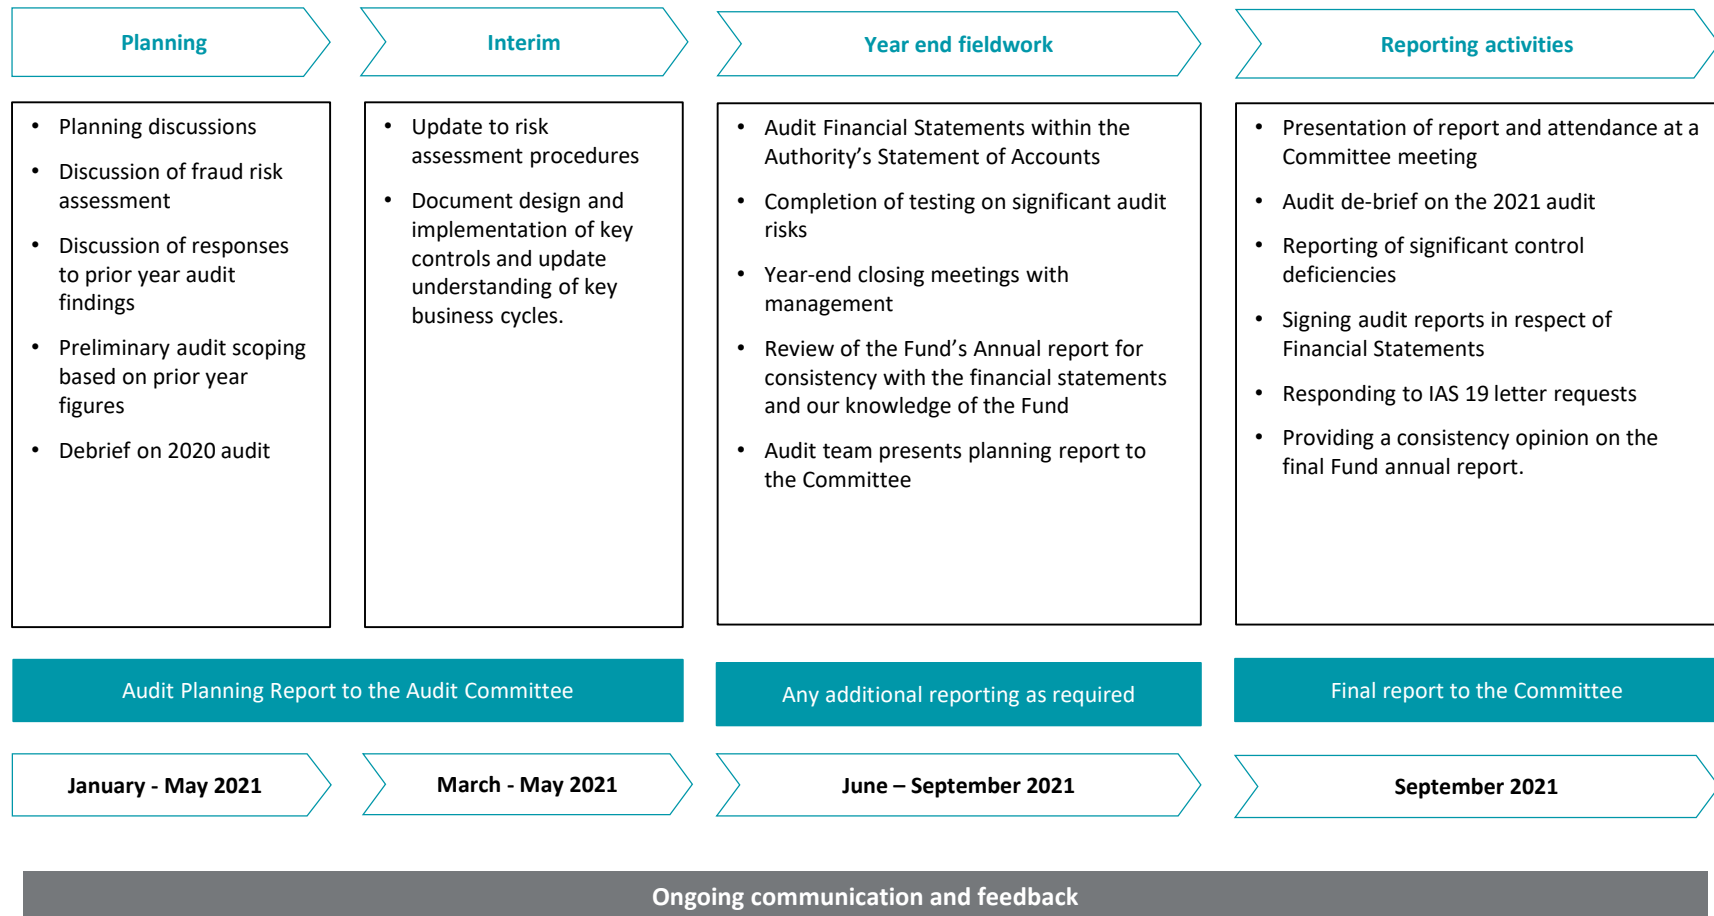 Planning
Interim
Year end fieldwork
Reporting activities
• Planning discussions
• Discussion of fraud risk
assessment
• Discussion of responses
to prior year audit
findings
• Preliminary audit scoping
based on prior year
figures
• Debrief on 2020 audit
• Update to risk
assessment procedures
• Document design and
implementation of key
controls and update
understanding of key
business cycles.
• Audit Financial Statements within the
Authority’s Statement of Accounts
• Completion of testing on significant audit
risks
• Year-end closing meetings with
management
• Review of the Fund’s Annual report for
consistency with the financial statements
and our knowledge of the Fund
• Audit team presents planning report to
the Committee
• Presentation of report and attendance at a
Committee meeting
• Audit de-brief on the 2021 audit
• Reporting of significant control
deficiencies
• Signing audit reports in respect of
Financial Statements
• Responding to IAS 19 letter requests
• Providing a consistency opinion on the
final Fund annual report.
Audit Planning Report to the Audit Committee
Any additional reporting as required
Final report to the Committee
January - May 2021
March - May 2021
June – September 2021
September 2021
Ongoing communication and feedback